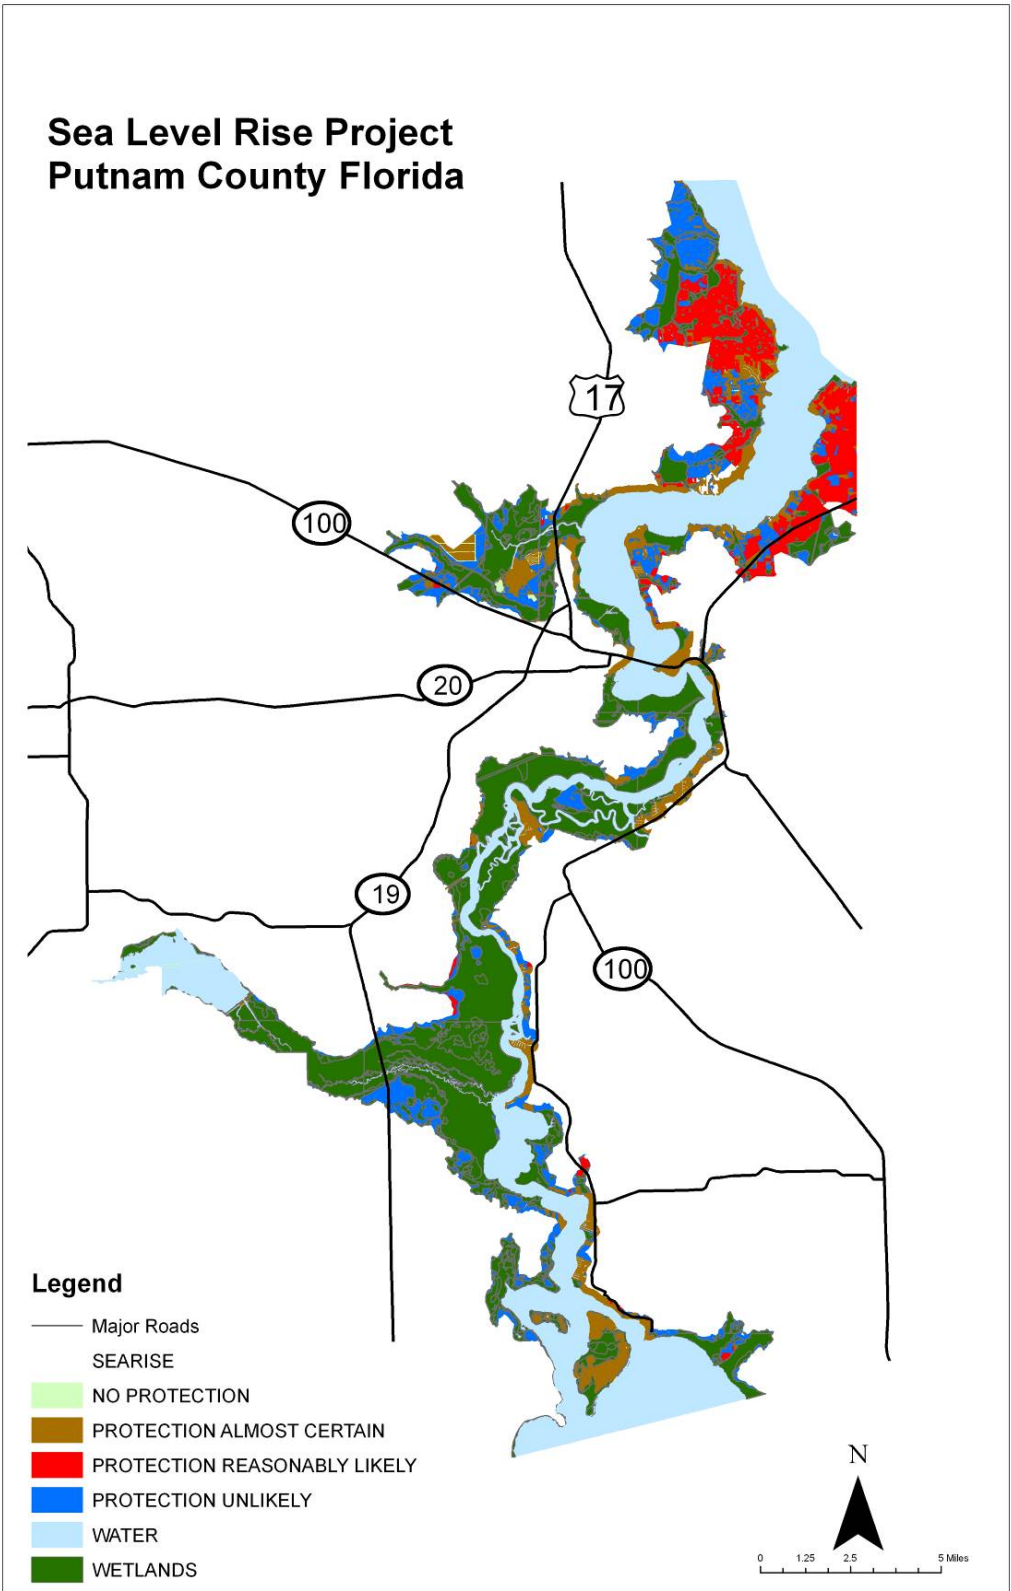 Sea Level Rise Project
Putnam County Florida
17
100
20
19
100
Legend
Major Roads
SEARISE
NO PROTECTION
PROTECTION ALMOST CERTAIN
PROTECTION REASONABLY LIKELY
PROTECTION UNLIKELY
WATER
WETLANDS
N
0 1.25 2.5 5 Miles